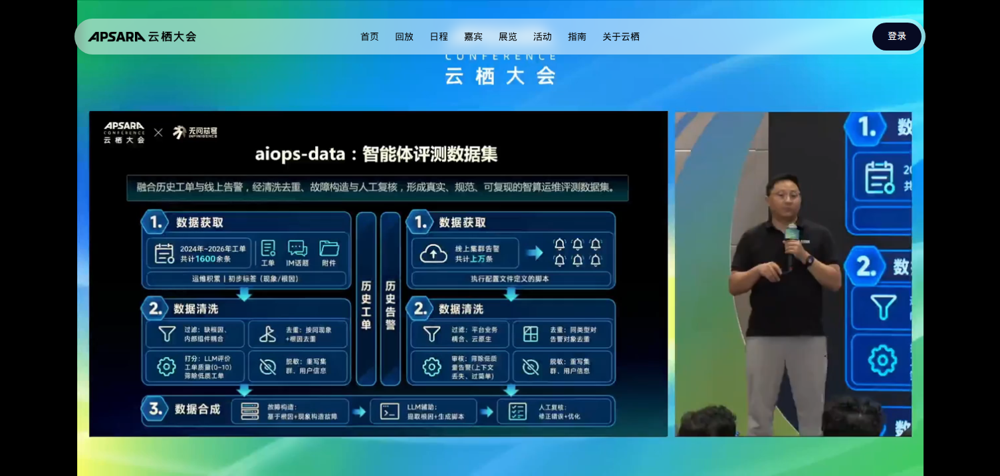 APSARA 云栖大会
首页 回放 日程 嘉宾 展览 活动 指南 关于云栖
登录
CONFERENCE
云栖大会
APSARA
CONFERENCE
云栖大会
无问芯穹
INFINIGENCE
aiops-data：智能体评测数据集
融合历史工单与线上告警，经清洗去重、故障构造与人工复核，形成真实、规范、可复现的智算运维评测数据集。
1. 数据获取
2024年~2026年工单
共计1600余条
工单
IM话题
附件
运维积累 | 初步标签（现象/根因）
2. 数据清洗
过滤：缺根因、
内部组件耦合
去重：按同现象
+根因去重
打分：LLM评价
工单质量(0~10)
筛除低质工单
脱敏：重写集
群、用户信息
历史工单
历史告警
1. 数据获取
线上集群告警
共计上万条
执行配置文件定义的脚本
2. 数据清洗
过滤：平台业务
耦合、云原生
去重：同类型对
告警对象去重
审核：筛除低质
量告警(上下文
丢失、过简单)
脱敏：重写集
群、用户信息
3. 数据合成
故障构造：
基于根因+现象构造故障
LLM辅助：
提取根因+生成脚本
人工复核：
修正错误+优化
1. 数
20
共
2. 数
数